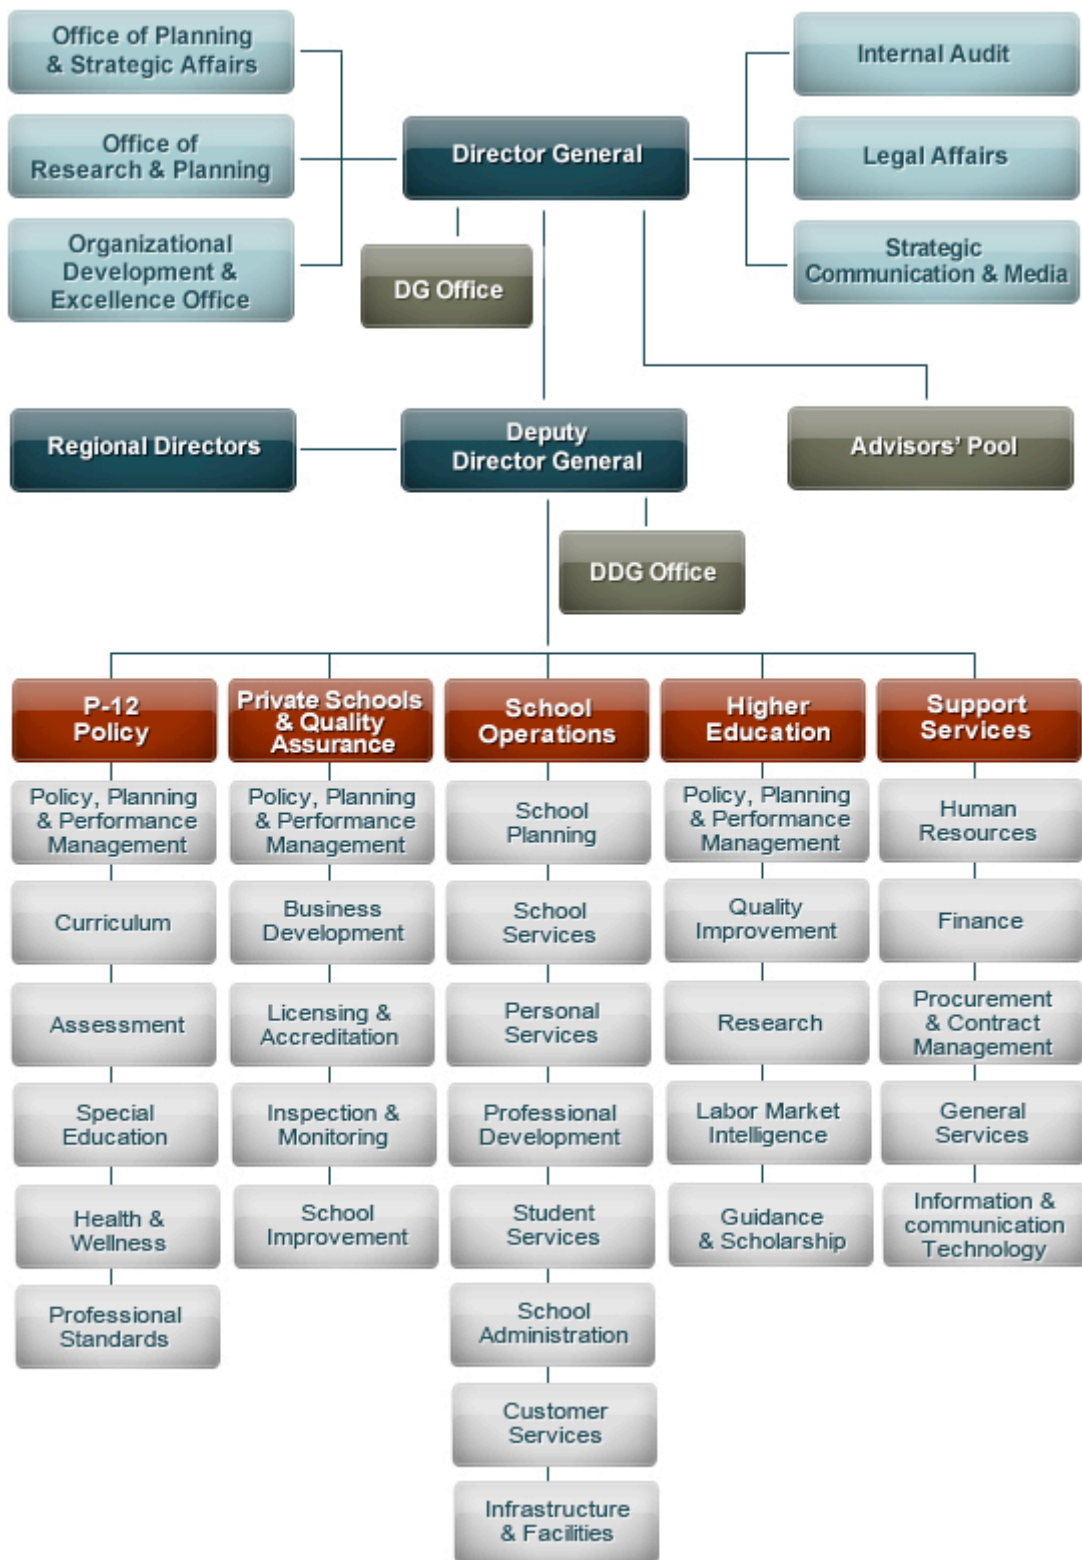 Office of Planning
& Strategic Affairs
Office of
Research & Planning
Organizational
Development &
Excellence Office
Director General
DG Office
Internal Audit
Legal Affairs
Strategic
Communication & Media
Regional Directors
Deputy
Director General
Advisors' Pool
DDG Office
P-12
Policy
Policy, Planning
& Performance
Management
Curriculum
Assessment
Special
Education
Health &
Wellness
Professional
Standards
Private Schools
& Quality
Assurance
Policy, Planning
& Performance
Management
Business
Development
Licensing &
Accreditation
Inspection &
Monitoring
School
Improvement
School
Operations
School
Planning
School
Services
Personal
Services
Professional
Development
Student
Services
School
Administration
Customer
Services
Infrastructure
& Facilities
Higher
Education
Policy, Planning
& Performance
Management
Quality
Improvement
Research
Labor Market
Intelligence
Guidance
& Scholarship
Support
Services
Human
Resources
Finance
Procurement
& Contract
Management
General
Services
Information &
communication
Technology